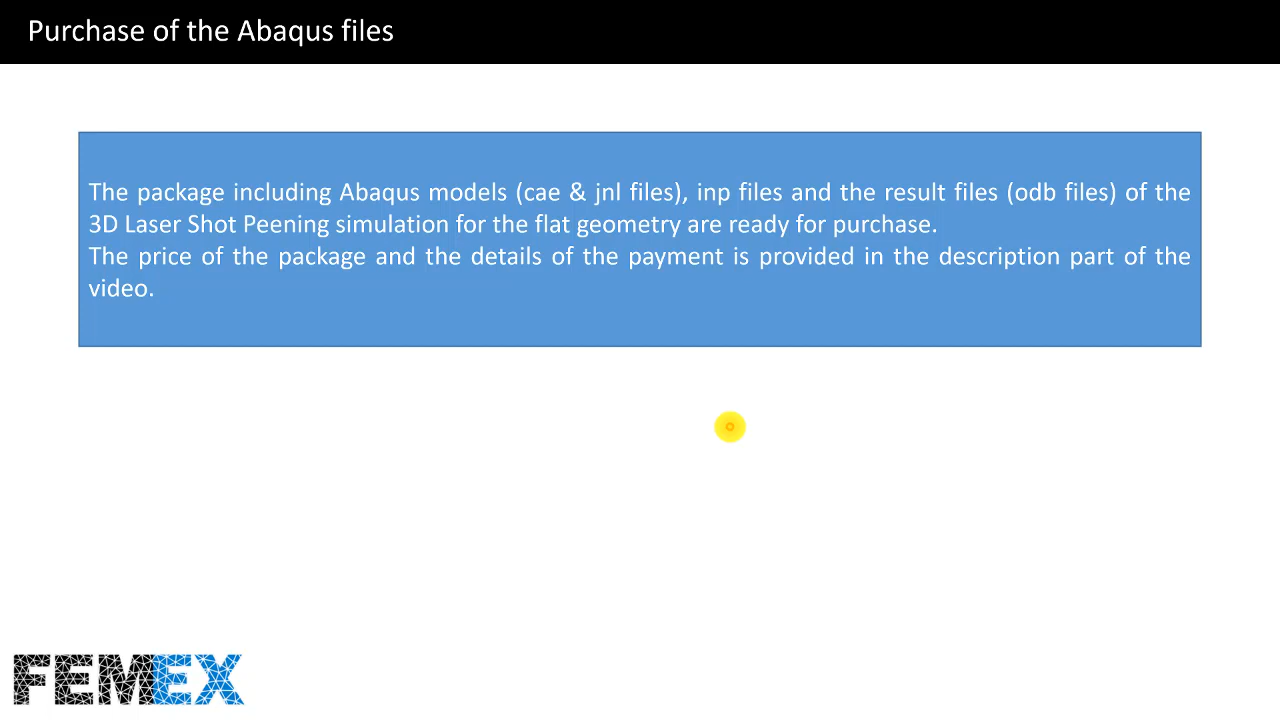 Purchase of the Abaqus files
The package including Abaqus models (cae & jnl files), inp files and the result files (odb files) of the
3D Laser Shot Peening simulation for the flat geometry are ready for purchase.
The price of the package and the details of the payment is provided in the description part of the
video.
FEMEX